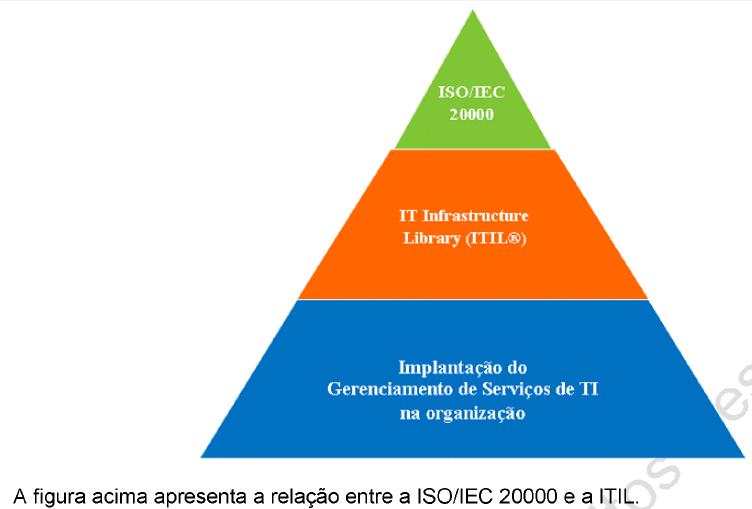 ISO/IEC
20000
IT Infrastructure
Library (ITIL®)
Implantação do
Gerenciamento de Serviços de TI
na organização
A figura acima apresenta a relação entre a ISO/IEC 20000 e a ITIL.